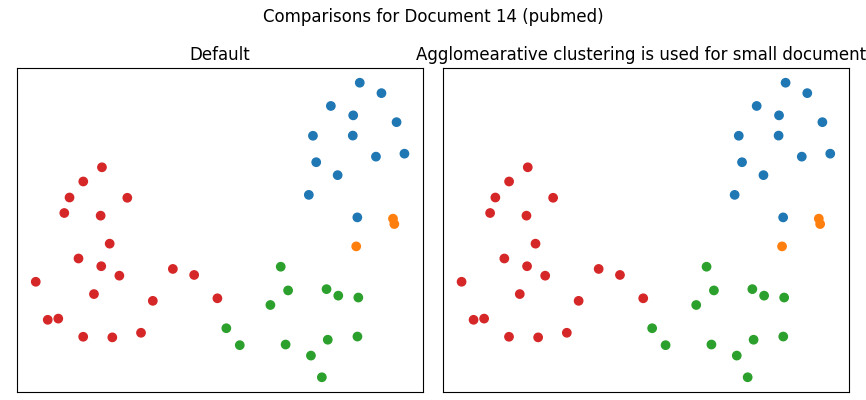 Comparisons for Document 14 (pubmed)
Default
Agglomearative clustering is used for small document